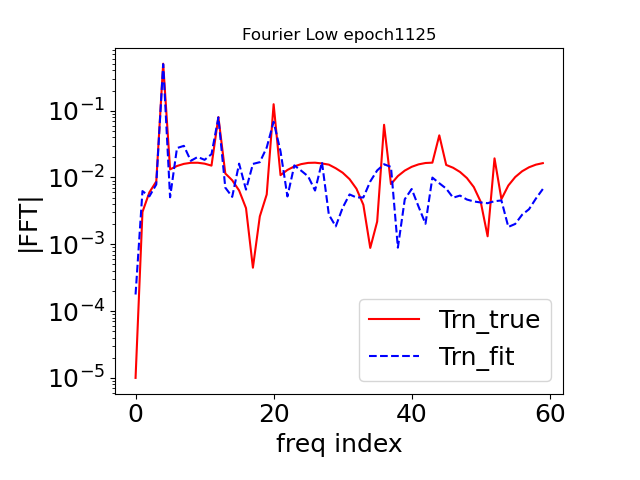 Fourier Low epoch1125
|FFT|
10⁻¹
10⁻²
10⁻³
10⁻⁴
10⁻⁵
Trn_true
Trn_fit
0 20 40 60
freq index